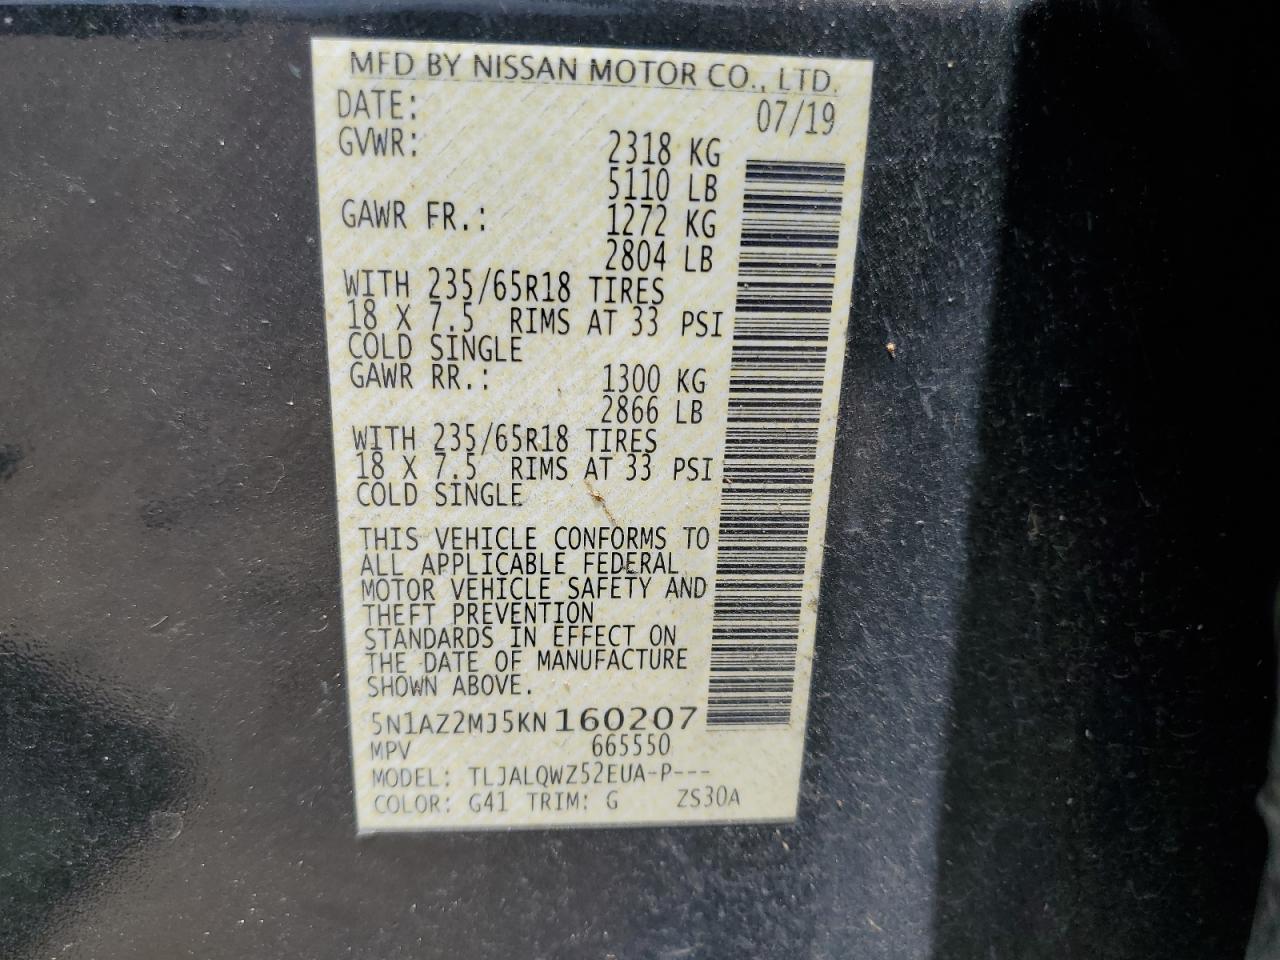 MFD BY NISSAN MOTOR CO., LTD.
DATE: 07/19
GVWR: 2318 KG
5110 LB
GAWR FR.: 1272 KG
2804 LB
WITH 235/65R18 TIRES
18 X 7.5 RIMS AT 33 PSI
COLD SINGLE
GAWR RR.: 1300 KG
2866 LB
WITH 235/65R18 TIRES
18 X 7.5 RIMS AT 33 PSI
COLD SINGLE
THIS VEHICLE CONFORMS TO
ALL APPLICABLE FEDERAL
MOTOR VEHICLE SAFETY AND
THEFT PREVENTION
STANDARDS IN EFFECT ON
THE DATE OF MANUFACTURE
SHOWN ABOVE.
5N1AZ2MJ5KN160207
MPV 665550
MODEL: TLJALQWZ52EUA-P---
COLOR: G41 TRIM: G ZS30A